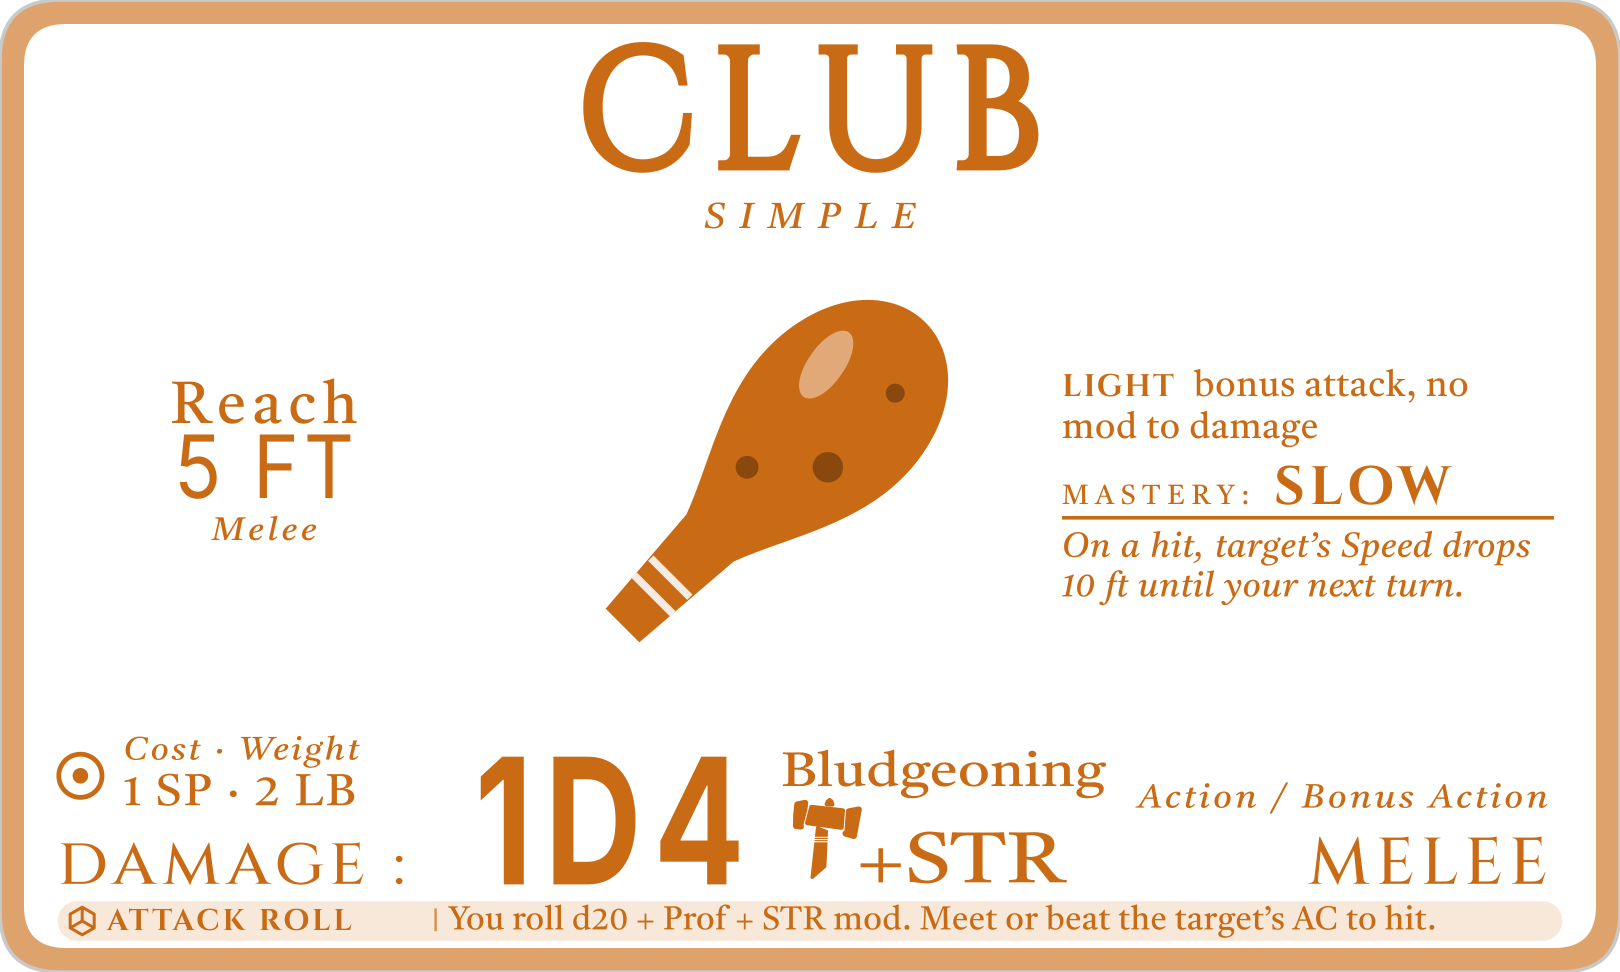 CLUB
SIMPLE
Reach
5 FT
Melee
LIGHT bonus attack, no
mod to damage
MASTERY: SLOW
On a hit, target’s Speed drops
10 ft until your next turn.
Cost · Weight
1 SP · 2 LB
DAMAGE :
1D4
Bludgeoning
+STR
Action / Bonus Action
MELEE
ATTACK ROLL | You roll d20 + Prof + STR mod. Meet or beat the target’s AC to hit.